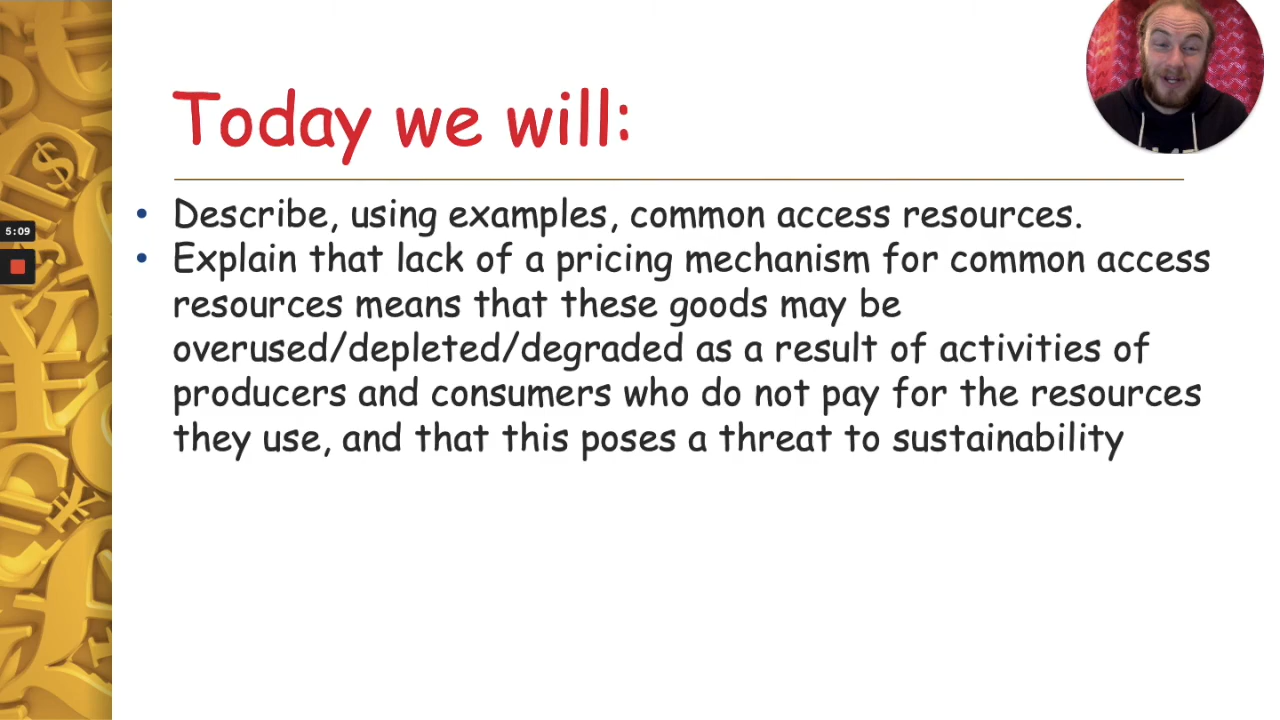 Today we will:
• Describe, using examples, common access resources.
• Explain that lack of a pricing mechanism for common access
resources means that these goods may be
overused/depleted/degraded as a result of activities of
producers and consumers who do not pay for the resources
they use, and that this poses a threat to sustainability
5:09